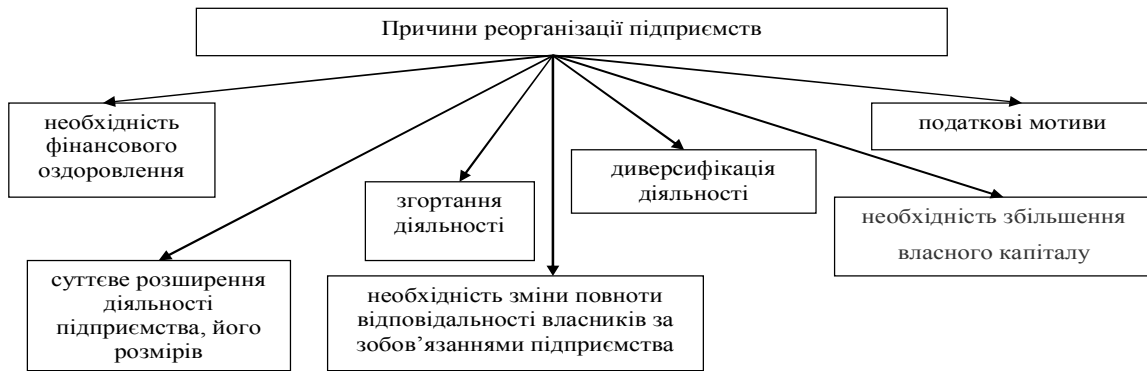 Причини реорганізації підприємств
необхідність
фінансового
оздоровлення
податкові мотиви
диверсифікація
діяльності
згортання
діяльності
необхідність збільшення
власного капіталу
суттєве розширення
діяльності
підприємства, його
розмірів
необхідність зміни повноти
відповідальності власників за
зобов’язаннями підприємства